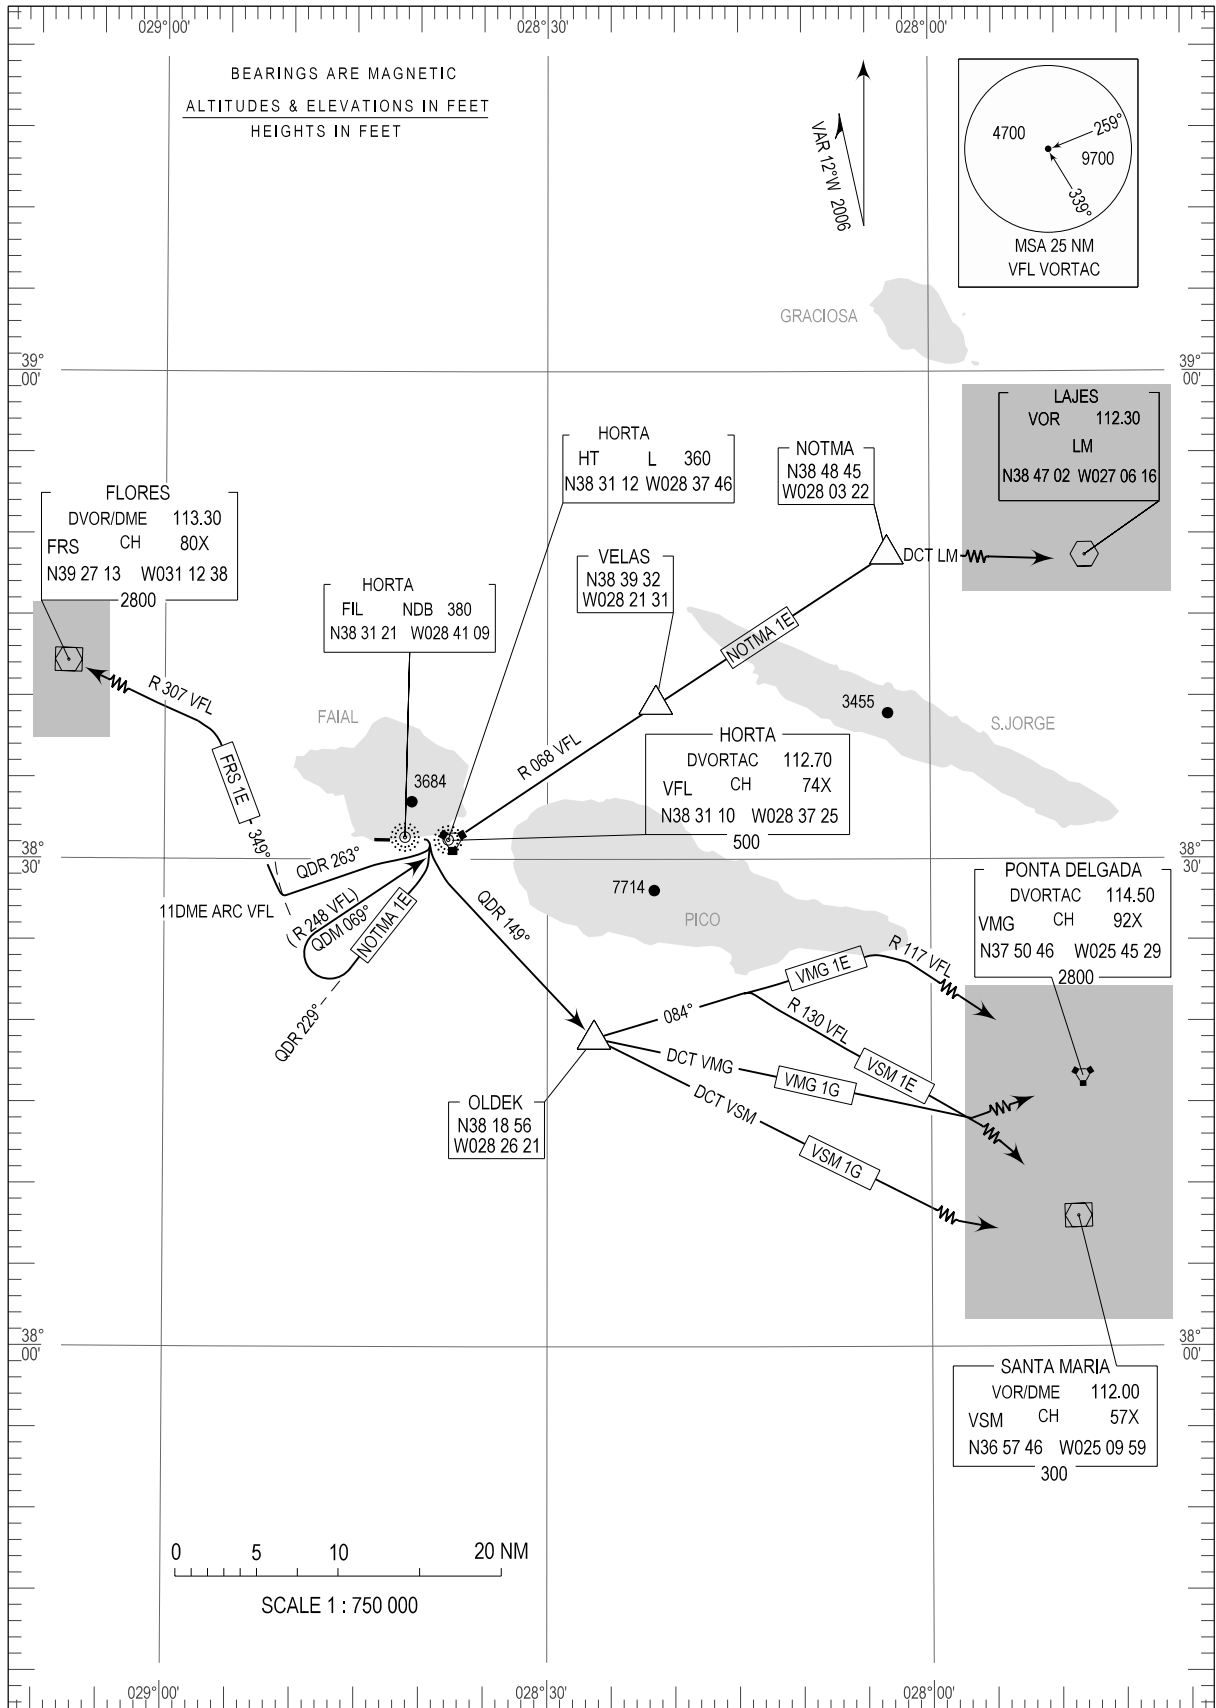 029°00'
028°30'
028°00'
BEARINGS ARE MAGNETIC
ALTITUDES & ELEVATIONS IN FEET
HEIGHTS IN FEET
VAR 12°W 2006
4700
259°
9700
339°
MSA 25 NM
VFL VORTAC
GRACIOSA
39°
00'
39°
00'
LAJES
VOR 112.30
LM
N38 47 02 W027 06 16
HORTA
HT L 360
N38 31 12 W028 37 46
NOTMA
N38 48 45
W028 03 22
FLORES
DVOR/DME 113.30
FRS CH 80X
N39 27 13 W031 12 38
2800
VELAS
N38 39 32
W028 21 31
DCT LM
HORTA
FIL NDB 380
N38 31 21 W028 41 09
NOTMA 1E
R 307 VFL
FAIAL
3455
S.JORGE
R 068 VFL
HORTA
DVORTAC 112.70
VFL CH 74X
N38 31 10 W028 37 25
500
FRS 1E
3684
349°
38°
30'
38°
30'
QDR 263°
11DME ARC VFL
(R 248 VFL)
QDM 069°
NOTMA 1E
QDR 229°
QDR 149°
7714
PICO
PONTA DELGADA
DVORTAC 114.50
VMG CH 92X
N37 50 46 W025 45 29
2800
R 117 VFL
VMG 1E
084°
R 130 VFL
DCT VMG
VMG 1G
VSM 1E
DCT VSM
VSM 1G
OLDEK
N38 18 56
W028 26 21
38°
00'
38°
00'
SANTA MARIA
VOR/DME 112.00
VSM CH 57X
N36 57 46 W025 09 59
300
0 5 10 20 NM
SCALE 1 : 750 000
029°00'
028°30'
028°00'